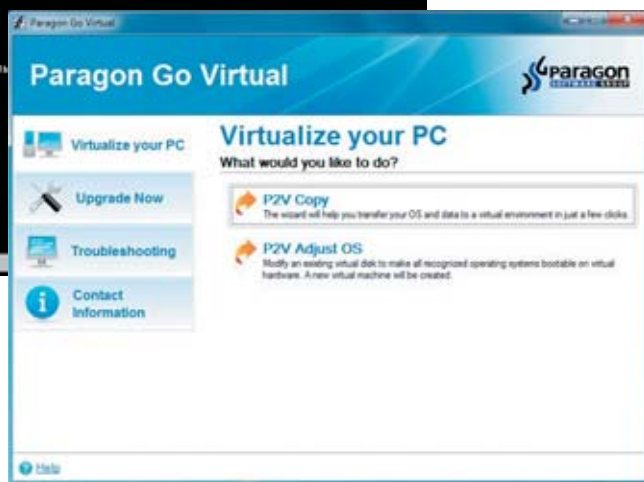 Paragon Go Virtual
Paragon Go Virtual
Paragon
SOFTWARE GROUP
Virtualize your PC
Upgrade Now
Troubleshooting
Contact
Information
Virtualize your PC
What would you like to do?
P2V Copy
The wizard will help you transfer your OS and data to a virtual environment in just a few clicks.
P2V Adjust OS
Modify an existing virtual disk to make all recognized operating systems bootable on virtual
hardware. A new virtual machine will be created.
Help